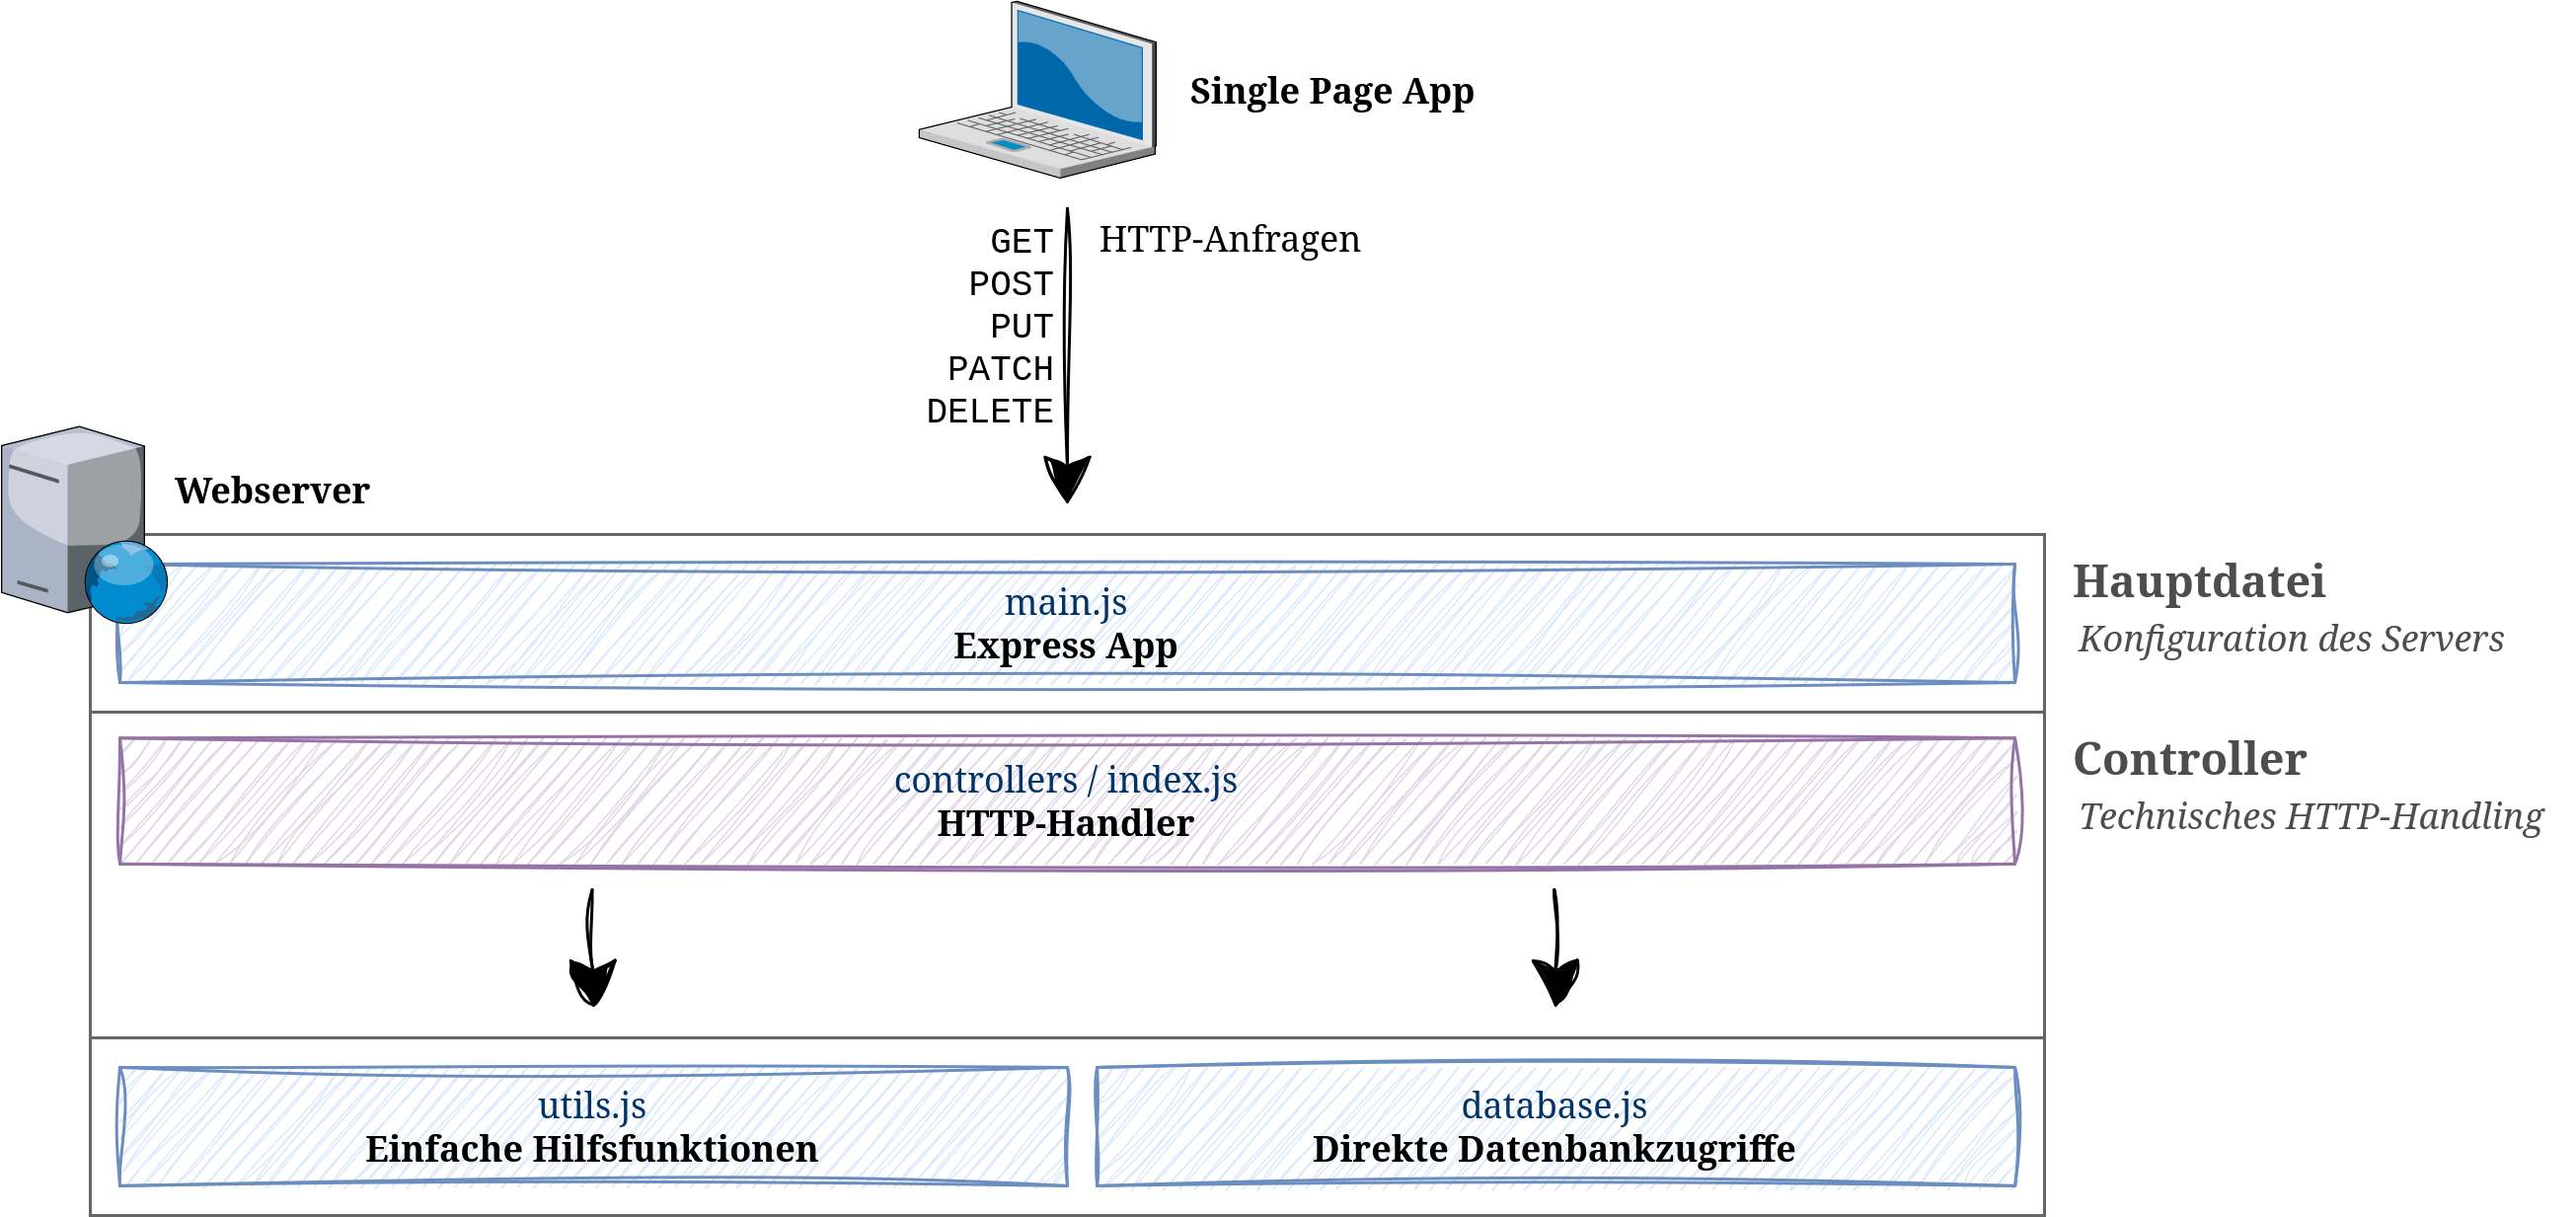 Single Page App
HTTP-Anfragen
GET
POST
PUT
PATCH
DELETE
Webserver
main.js
Express App
Hauptdatei
Konfiguration des Servers
controllers / index.js
HTTP-Handler
Controller
Technisches HTTP-Handling
utils.js
Einfache Hilfsfunktionen
database.js
Direkte Datenbankzugriffe